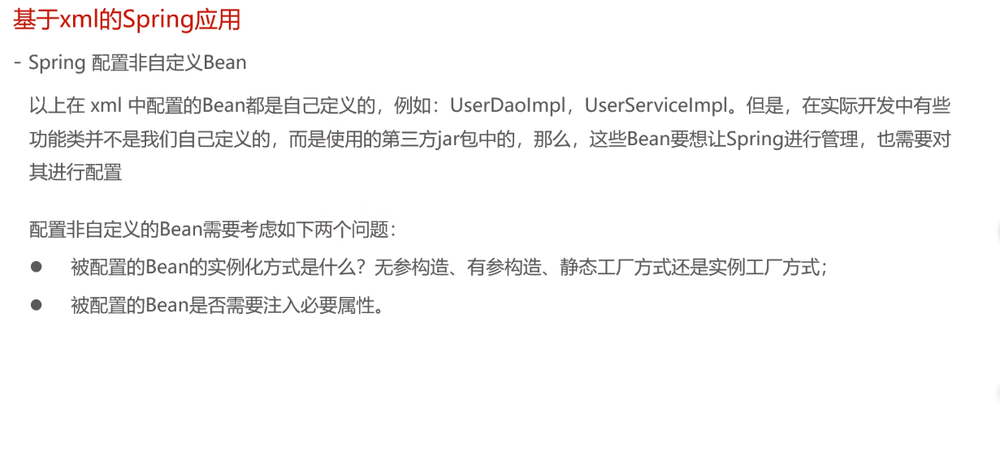 基于xml的Spring应用
- Spring 配置非自定义Bean
以上在 xml 中配置的Bean都是自己定义的，例如：UserDaoImpl，UserServiceImpl。但是，在实际开发中有些
功能类并不是我们自己定义的，而是使用的第三方jar包中的，那么，这些Bean要想让Spring进行管理，也需要对
其进行配置
配置非自定义的Bean需要考虑如下两个问题：
● 被配置的Bean的实例化方式是什么？无参构造、有参构造、静态工厂方式还是实例工厂方式；
● 被配置的Bean是否需要注入必要属性。